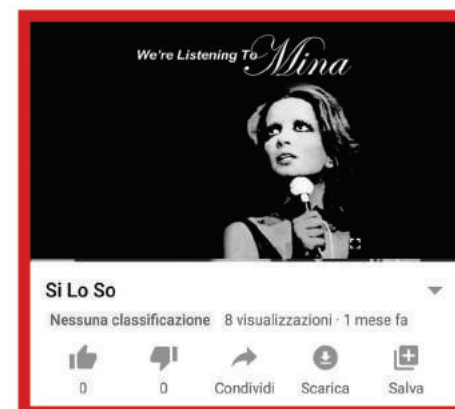 We're Listening To Mina
Si Lo So
Nessuna classificazione 8 visualizzazioni · 1 mese fa
0 0 Condividi Scarica Salva